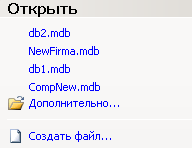 Открыть
db2.mdb
NewFirma.mdb
db1.mdb
CompNew.mdb
Дополнительно...
Создать файл...